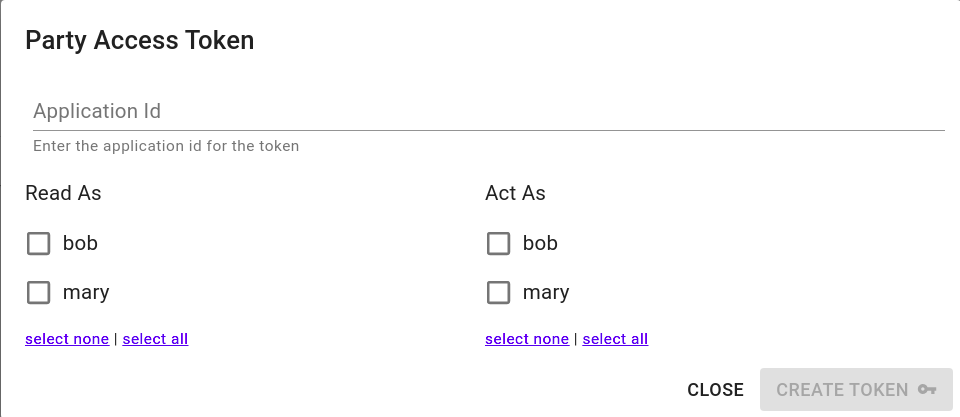 Party Access Token
Application Id
Enter the application id for the token
Read As
bob
mary
select none | select all
Act As
bob
mary
select none | select all
CLOSE
CREATE TOKEN